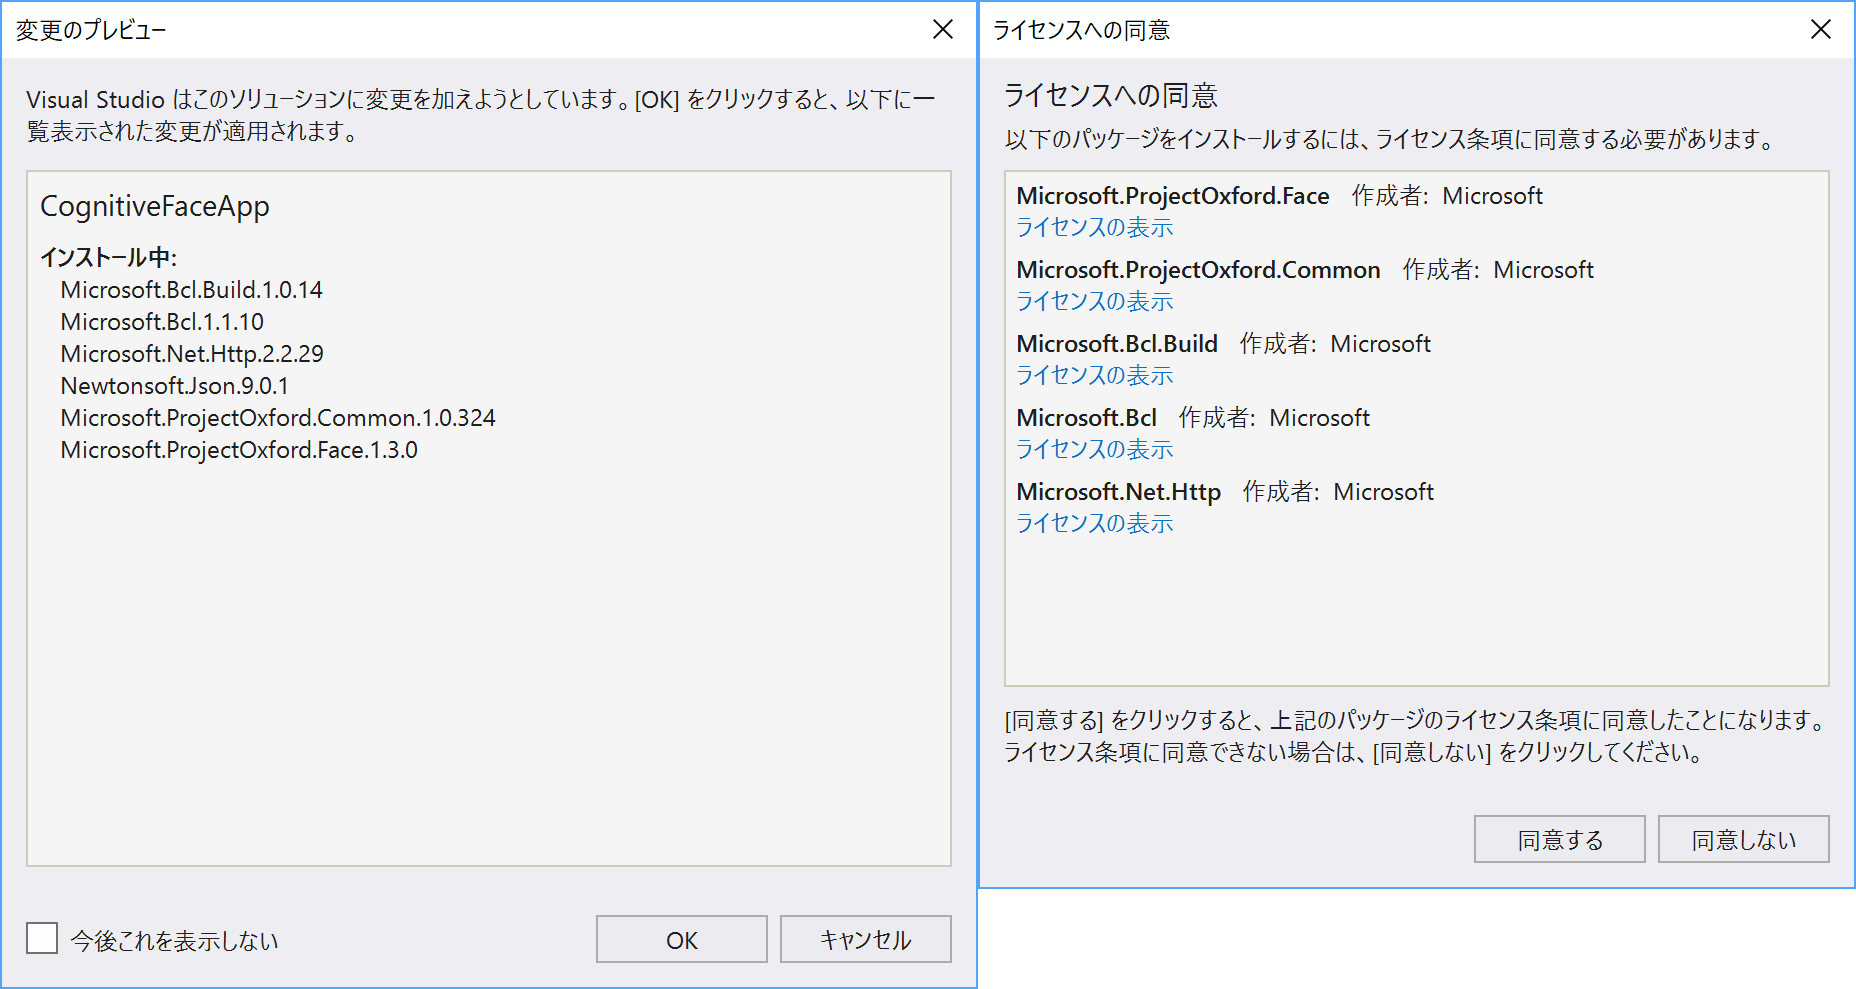 変更のプレビュー
Visual Studio はこのソリューションに変更を加えようとしています。[OK] をクリックすると、以下に一
覧表示された変更が適用されます。
CognitiveFaceApp
インストール中:
Microsoft.Bcl.Build.1.0.14
Microsoft.Bcl.1.1.10
Microsoft.Net.Http.2.2.29
Newtonsoft.Json.9.0.1
Microsoft.ProjectOxford.Common.1.0.324
Microsoft.ProjectOxford.Face.1.3.0
今後これを表示しない
OK
キャンセル
ライセンスへの同意
ライセンスへの同意
以下のパッケージをインストールするには、ライセンス条項に同意する必要があります。
Microsoft.ProjectOxford.Face 作成者: Microsoft
ライセンスの表示
Microsoft.ProjectOxford.Common 作成者: Microsoft
ライセンスの表示
Microsoft.Bcl.Build 作成者: Microsoft
ライセンスの表示
Microsoft.Bcl 作成者: Microsoft
ライセンスの表示
Microsoft.Net.Http 作成者: Microsoft
ライセンスの表示
[同意する] をクリックすると、上記のパッケージのライセンス条項に同意したことになります。
ライセンス条項に同意できない場合は、[同意しない] をクリックしてください。
同意する
同意しない